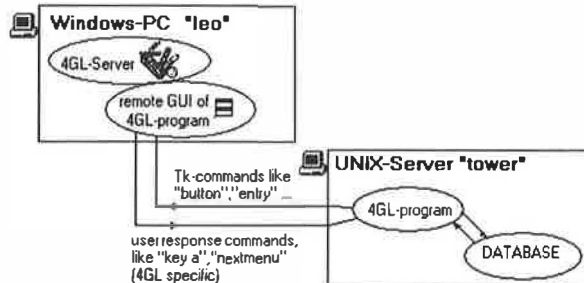 Windows-PC "leo"
4GL-Server
remote GUI of
4GL-program
Tk-commands like
"button","entry" ...
UNIX-Server "tower"
4GL-program
DATABASE
user response commands,
like "key a","nextmenu"
(4GL specific)